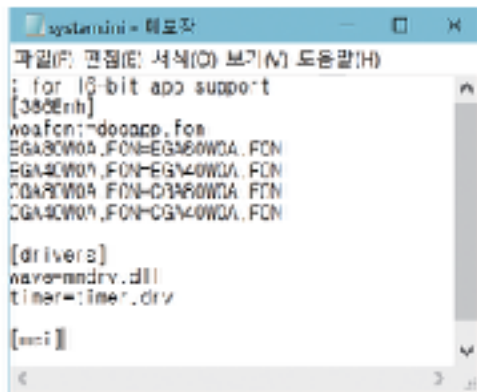 system.ini - 메모장
파일(F) 편집(E) 서식(O) 보기(V) 도움말(H)
; for 16-bit app support
[386Enh]
woafont=dosapp.fon
EGA80WOA.FON=EGA80WOA.FON
EGA40WOA.FON=EGA40WOA.FON
CGA80WOA.FON=CGA80WOA.FON
CGA40WOA.FON=CGA40WOA.FON
[drivers]
wave=mmdrv.dll
timer=timer.drv
[mci]